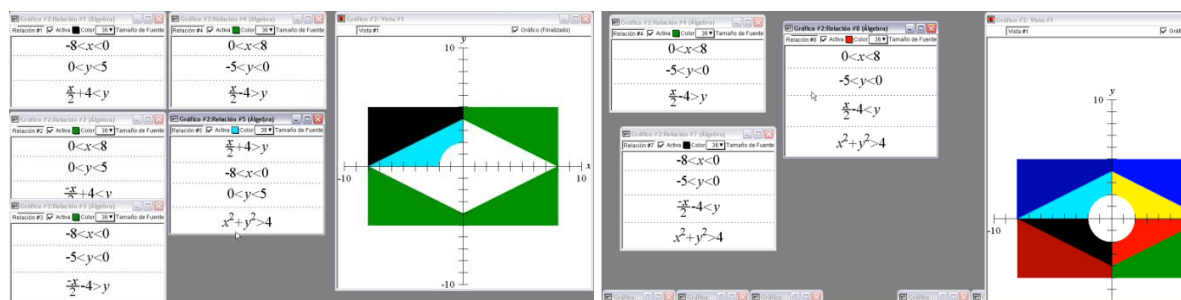 Gráfico #2:Relación #1 (Álgebra)
Relación #1 Activa Color 36 Tamaño de Fuente
-8<x<0
0<y<5
x/2+4>y
Gráfico #2:Relación #4 (Álgebra)
Relación #4 Activa Color 36 Tamaño de Fuente
0<x<8
-5<y<0
x/2-4>y
Gráfico #2:Relación #2 (Álgebra)
Relación #2 Activa Color 36 Tamaño de Fuente
0<x<8
0<y<5
-x/2+4<y
Gráfico #2:Relación #5 (Álgebra)
Relación #5 Activa Color 36 Tamaño de Fuente
x/2+4>y
-8<x<0
0<y<5
x²+y²>4
Gráfico #2:Relación #3 (Álgebra)
Relación #3 Activa Color 36 Tamaño de Fuente
-8<x<0
-5<y<0
-x/2-4>y
Gráfico #2: Vista #1
Vista #1 Gráfico (Finalizado)
y
10
x
-10
10
-10
Gráfico #2:Relación #4 (Álgebra)
Relación #4 Activa Color 36 Tamaño de Fuente
0<x<8
-5<y<0
x/2-4>y
Gráfico #2:Relación #8 (Álgebra)
Relación #8 Activa Color 36 Tamaño de Fuente
0<x<8
-5<y<0
x/2-4<y
x²+y²>4
Gráfico #2:Relación #7 (Álgebra)
Relación #7 Activa Color 36 Tamaño de Fuente
-8<x<0
-5<y<0
-x/2-4<y
x²+y²>4
Gráfico #2: Vista #1
Vista #1
y
10
-10